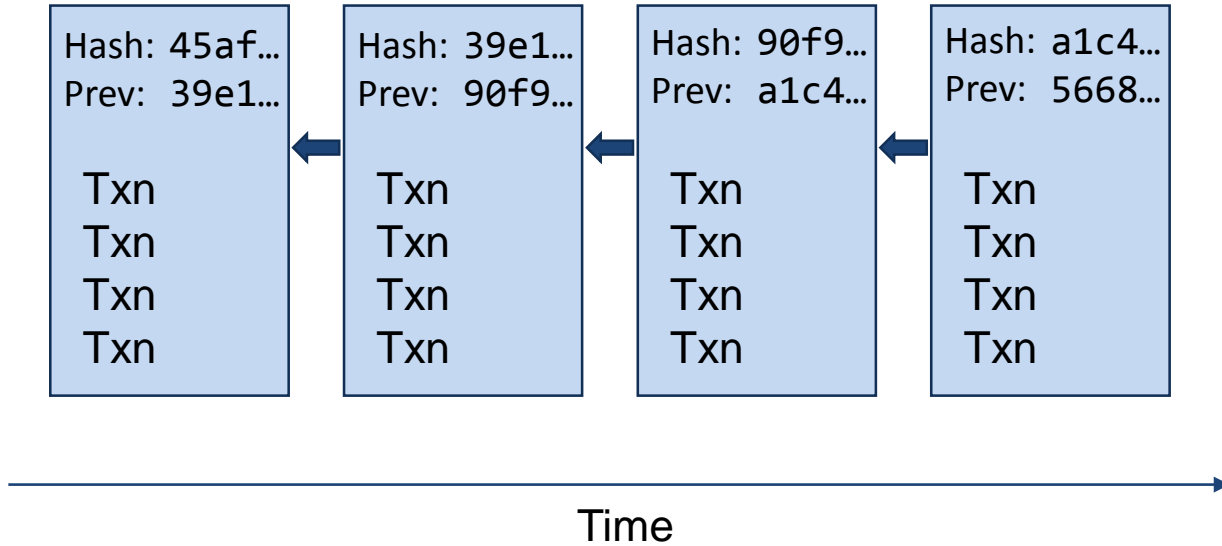 Hash: 45af…
Prev: 39e1…
Txn
Txn
Txn
Txn
Hash: 39e1…
Prev: 90f9…
Txn
Txn
Txn
Txn
Hash: 90f9…
Prev: a1c4…
Txn
Txn
Txn
Txn
Hash: a1c4…
Prev: 5668…
Txn
Txn
Txn
Txn
Time